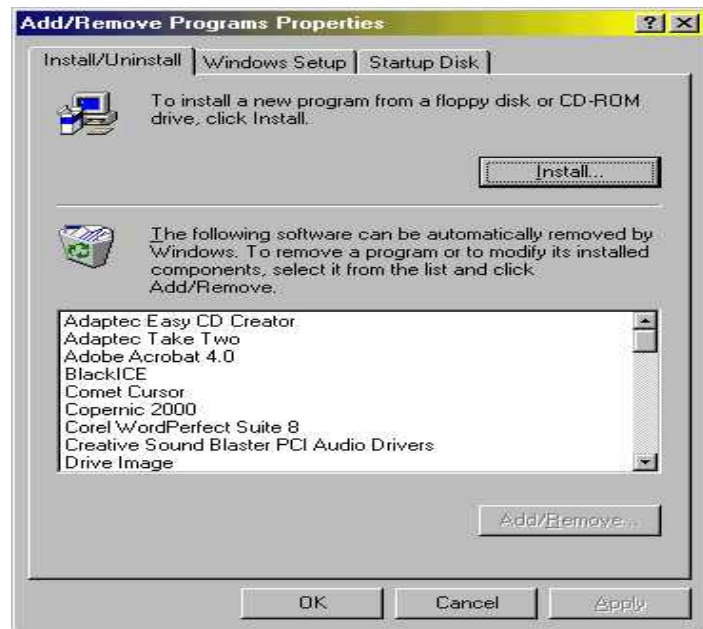 Add/Remove Programs Properties
Install/Uninstall
Windows Setup
Startup Disk
To install a new program from a floppy disk or CD-ROM
drive, click Install.
Install...
The following software can be automatically removed by
Windows. To remove a program or to modify its installed
components, select it from the list and click
Add/Remove.
Adaptec Easy CD Creator
Adaptec Take Two
Adobe Acrobat 4.0
BlackICE
Comet Cursor
Copernic 2000
Corel WordPerfect Suite 8
Creative Sound Blaster PCI Audio Drivers
Drive Image
Add/Remove...
OK
Cancel
Apply